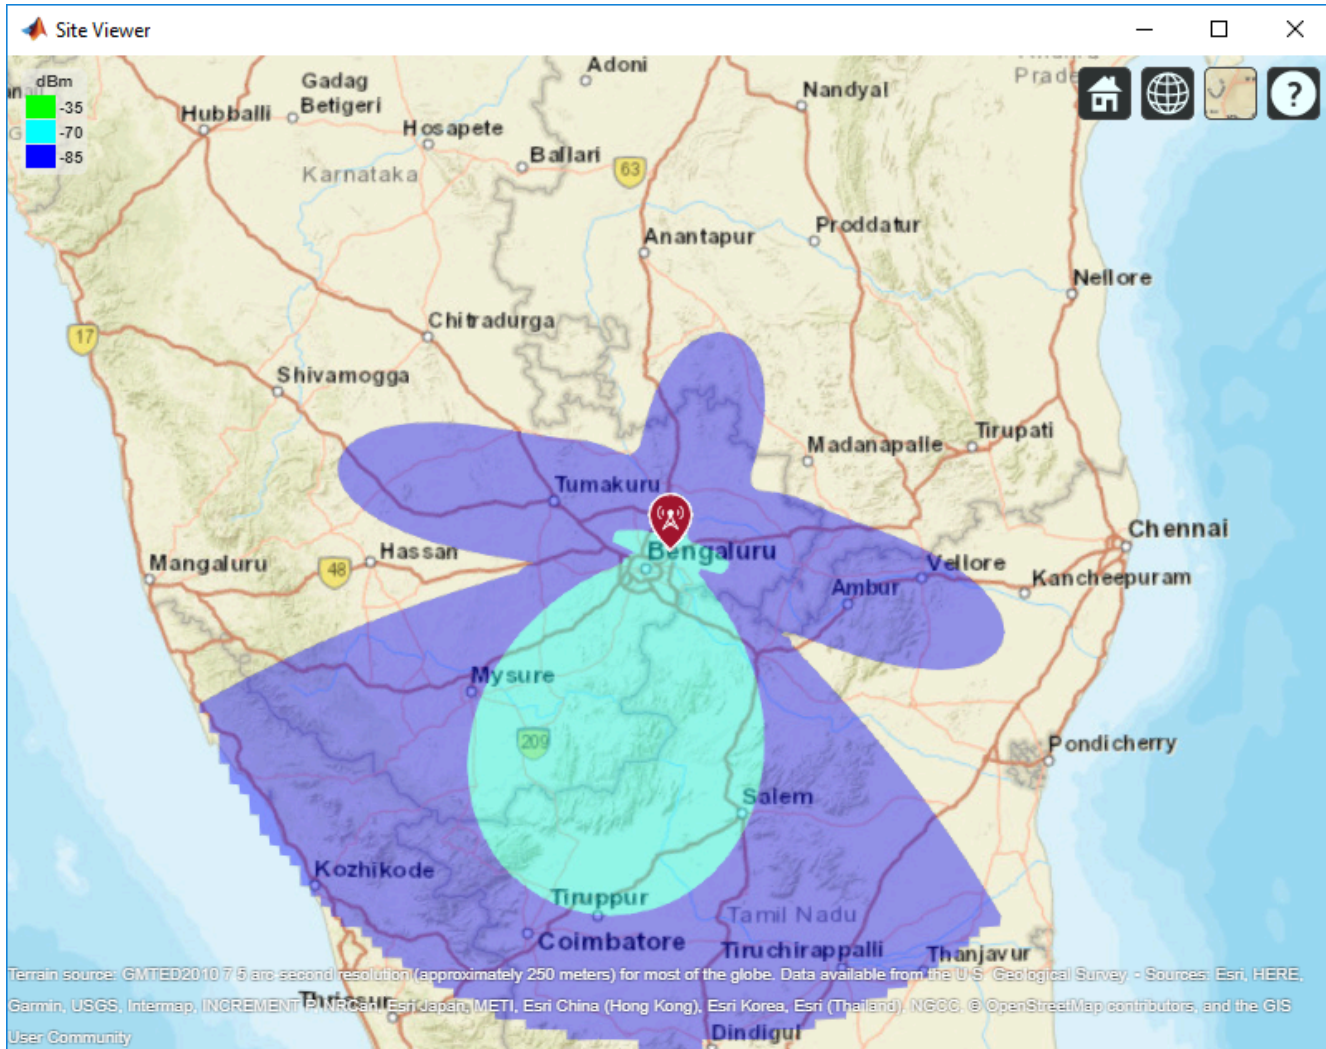 Site Viewer
dBm
-35
-70
-85
Adoni
Gadag
Betigeri
Nandyal
Prade
Hubballi
Hosapete
Ballari
63
Karnataka
Proddatur
Anantapur
Nellore
Chitradurga
17
Shivamogga
Tirupati
Madanapalle
Tumakuru
Chennai
Bengaluru
Hassan
Mangaluru
48
Vellore
Kancheepuram
Ambur
Mysure
209
Pondicherry
Salem
Kozhikode
Tiruppur
Tamil Nadu
Coimbatore
Tiruchirappalli
Thanjavur
Terrain source: GMTED2010 7 5 arc-second resolution (approximately 250 meters) for most of the globe. Data available from the U S Geological Survey - Sources: Esri, HERE,
Garmin, USGS, Intermap, INCREMENT P, NRCan, Esri Japan, METI, Esri China (Hong Kong), Esri Korea, Esri (Thailand), NGCC, © OpenStreetMap contributors, and the GIS
User Community
Dindigul